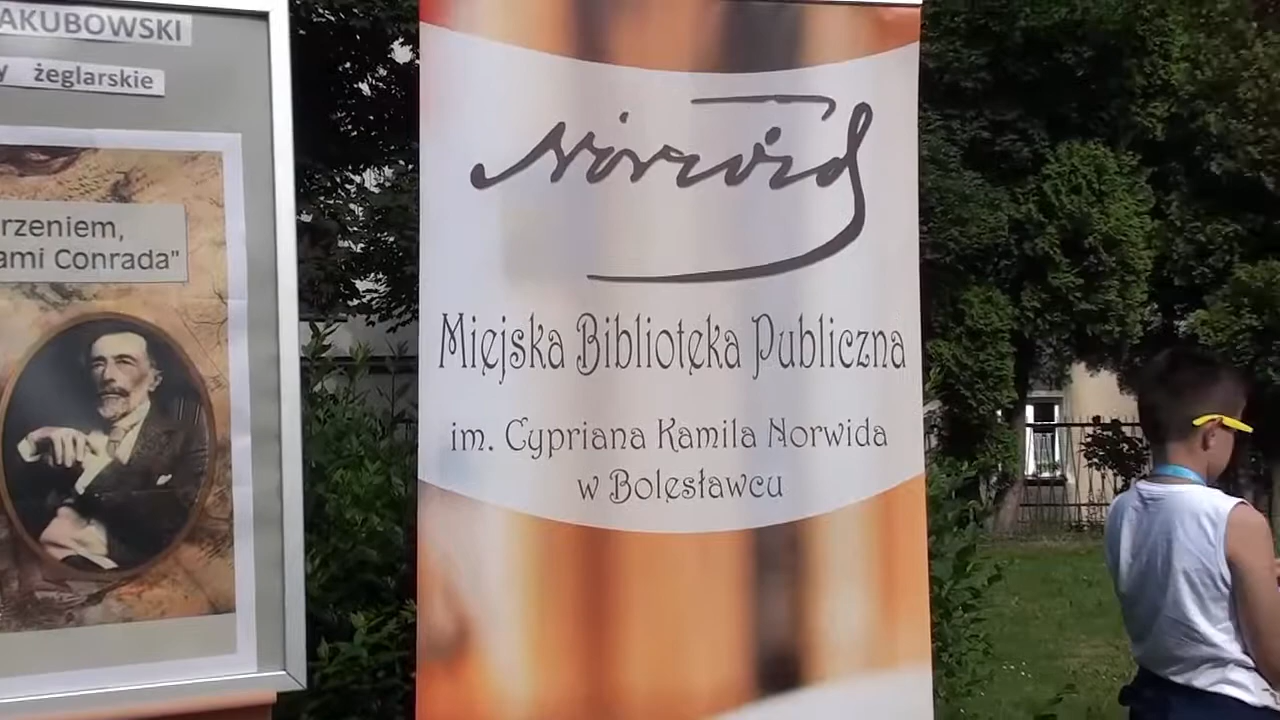 AKUBOWSKI
y żeglarskie
rzeniem,
ami Conrada"
Norwid
Miejska Biblioteka Publiczna
im. Cypriana Kamila Norwida
w Bolesławcu